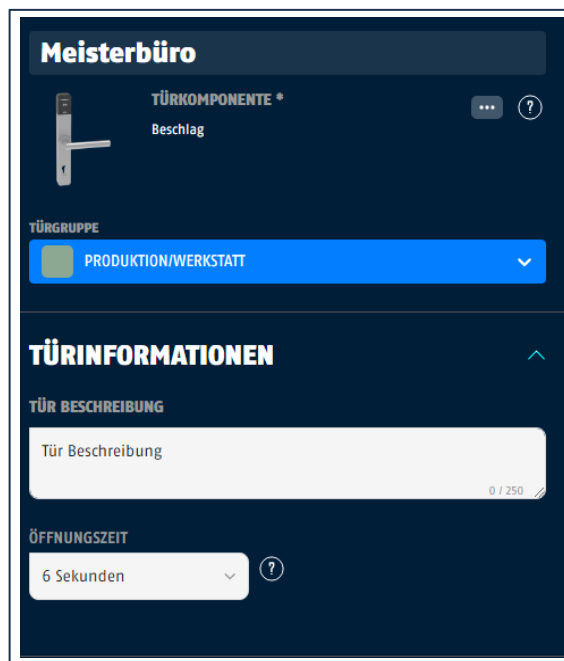 Meisterbüro
TÜRKOMPONENTE *
Beschlag
TÜRGRUPPE
PRODUKTION/WERKSTATT
TÜRINFORMATIONEN
TÜR BESCHREIBUNG
Tür Beschreibung
0 / 250
ÖFFNUNGSZEIT
6 Sekunden